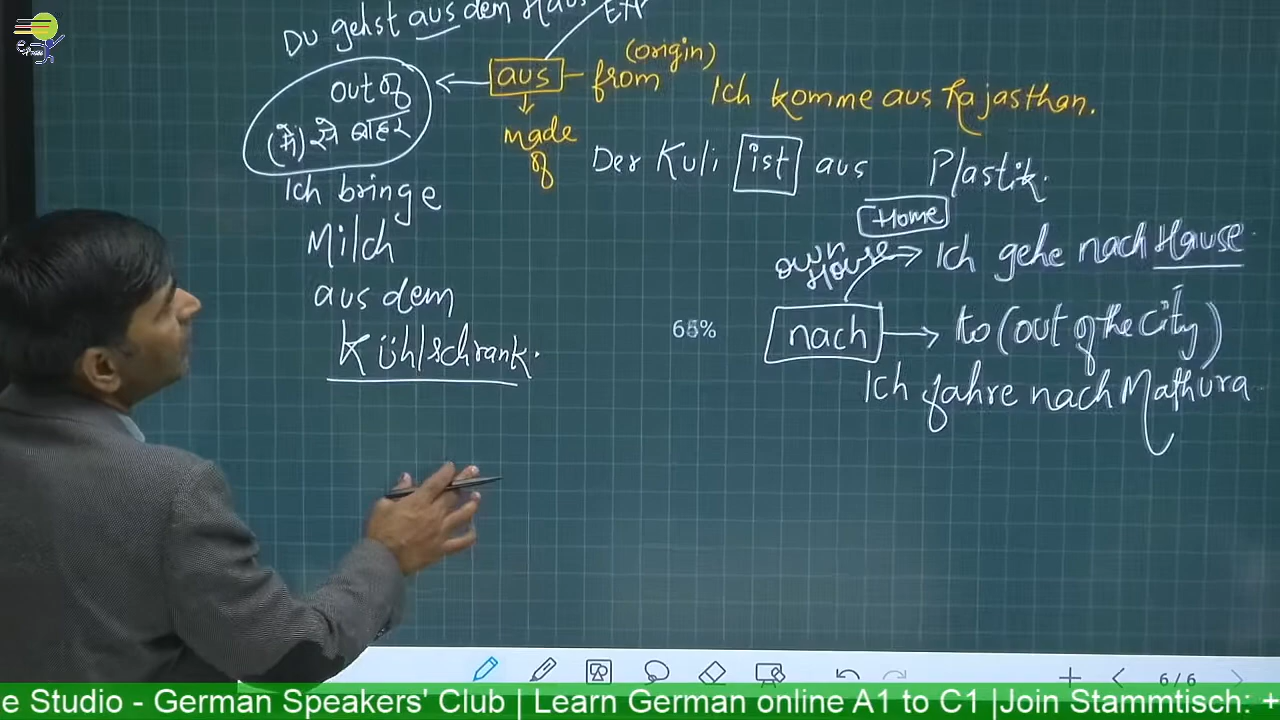 Du gehst aus dem Haus
out of
(में) से बाहर
aus
from
(origin)
made
of
Ich komme aus Rajasthan.
Der Kuli ist aus Plastik.
Ich bringe
Milch
aus dem
Kühlschrank.
Home
own
House
Ich gehe nach Hause.
65%
nach
to (out of the City)
Ich fahre nach Mathura
6/6
e Studio - German Speakers' Club | Learn German online A1 to C1 |Join Stammtisch: +